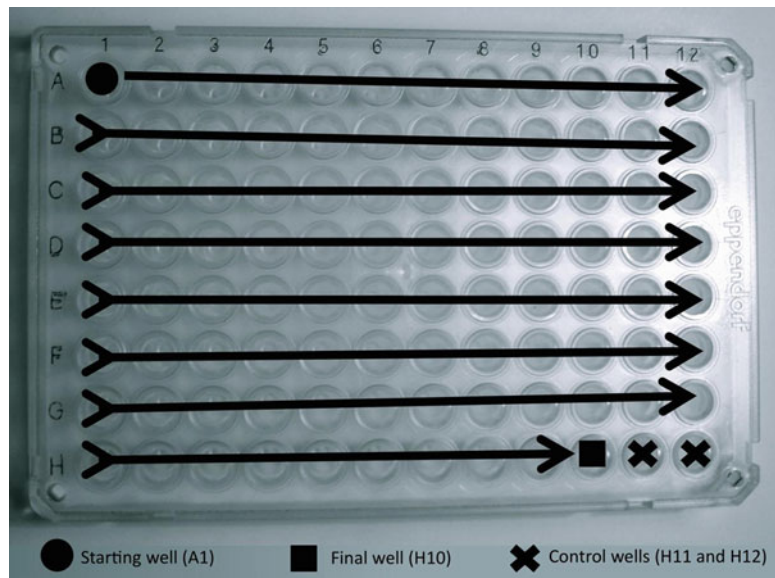 1 2 3 4 5 6 7 8 9 10 11 12
A
B
C
D
E
F
G
H
eppendorf
Starting well (A1) Final well (H10) Control wells (H11 and H12)